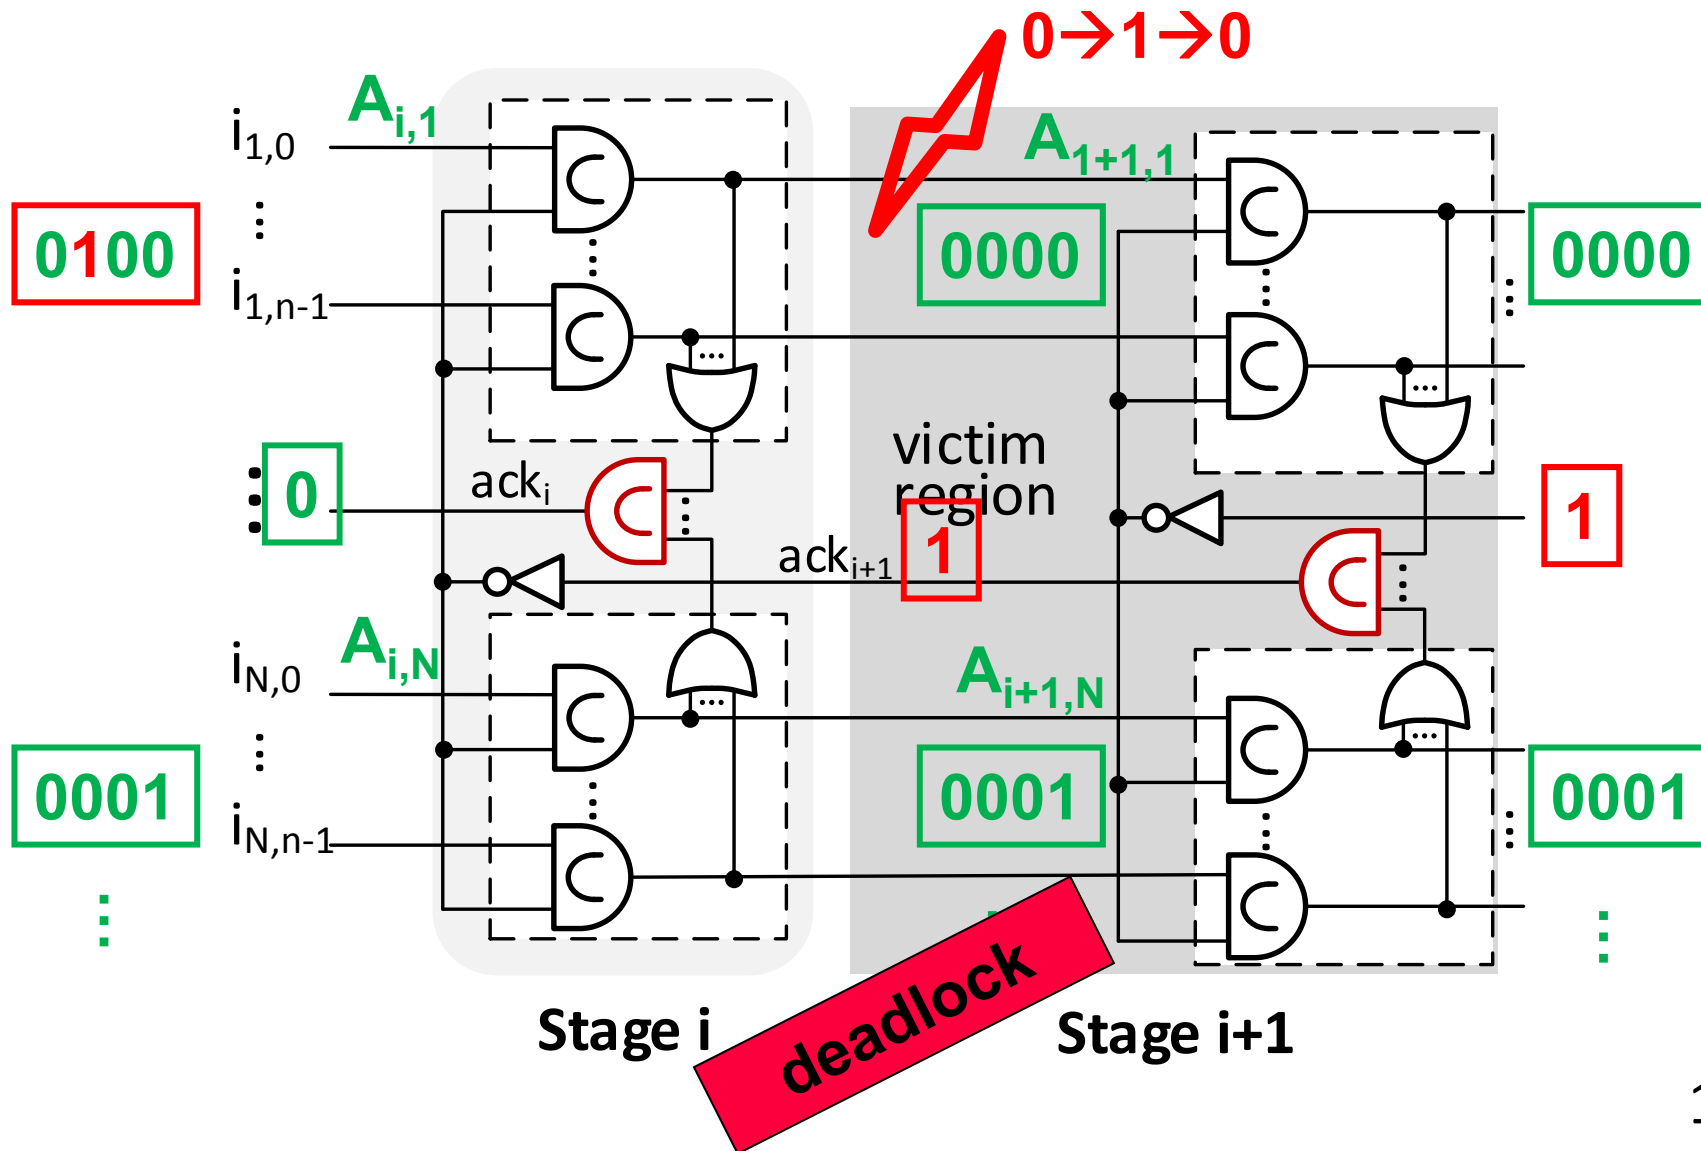 0→1→0
A_{i,1}
i_{1,0}
A_{1+1,1}
0100
0000
0000
i_{1,n-1}
...
...
victim
region
0
ack_i
1
1
ack_{i+1}
A_{i,N}
i_{N,0}
A_{i+1,N}
...
...
0001
0001
0001
i_{N,n-1}
deadlock
Stage i
Stage i+1